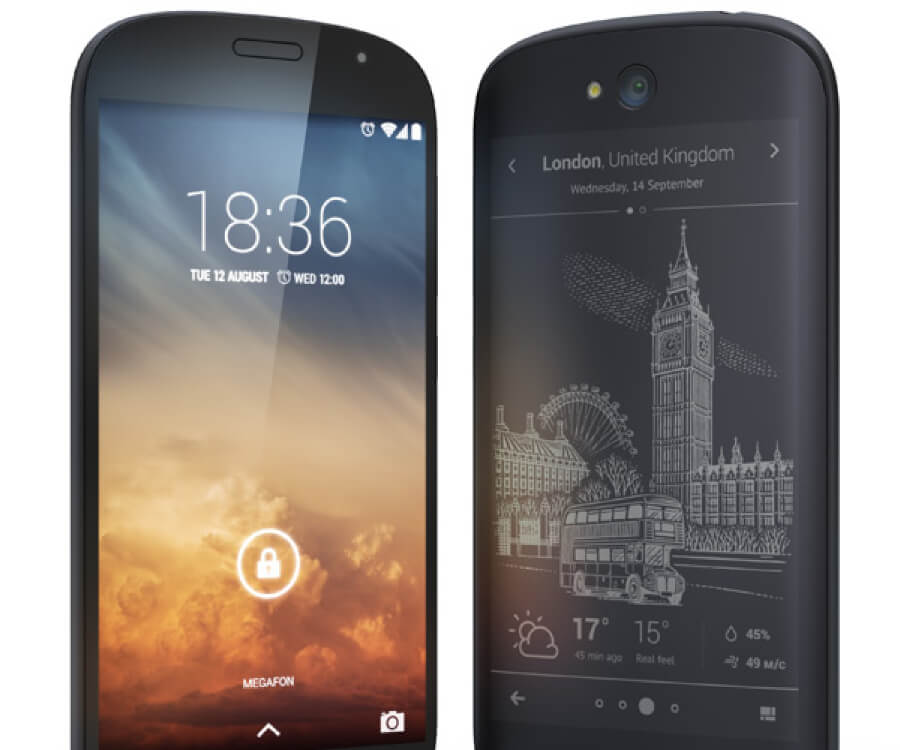 18:36
TUE 12 AUGUST WED 12:00
MEGAFON
London, United Kingdom
Wednesday, 14 September
17° 15° 45%
45 min ago Real feel 49 м/с